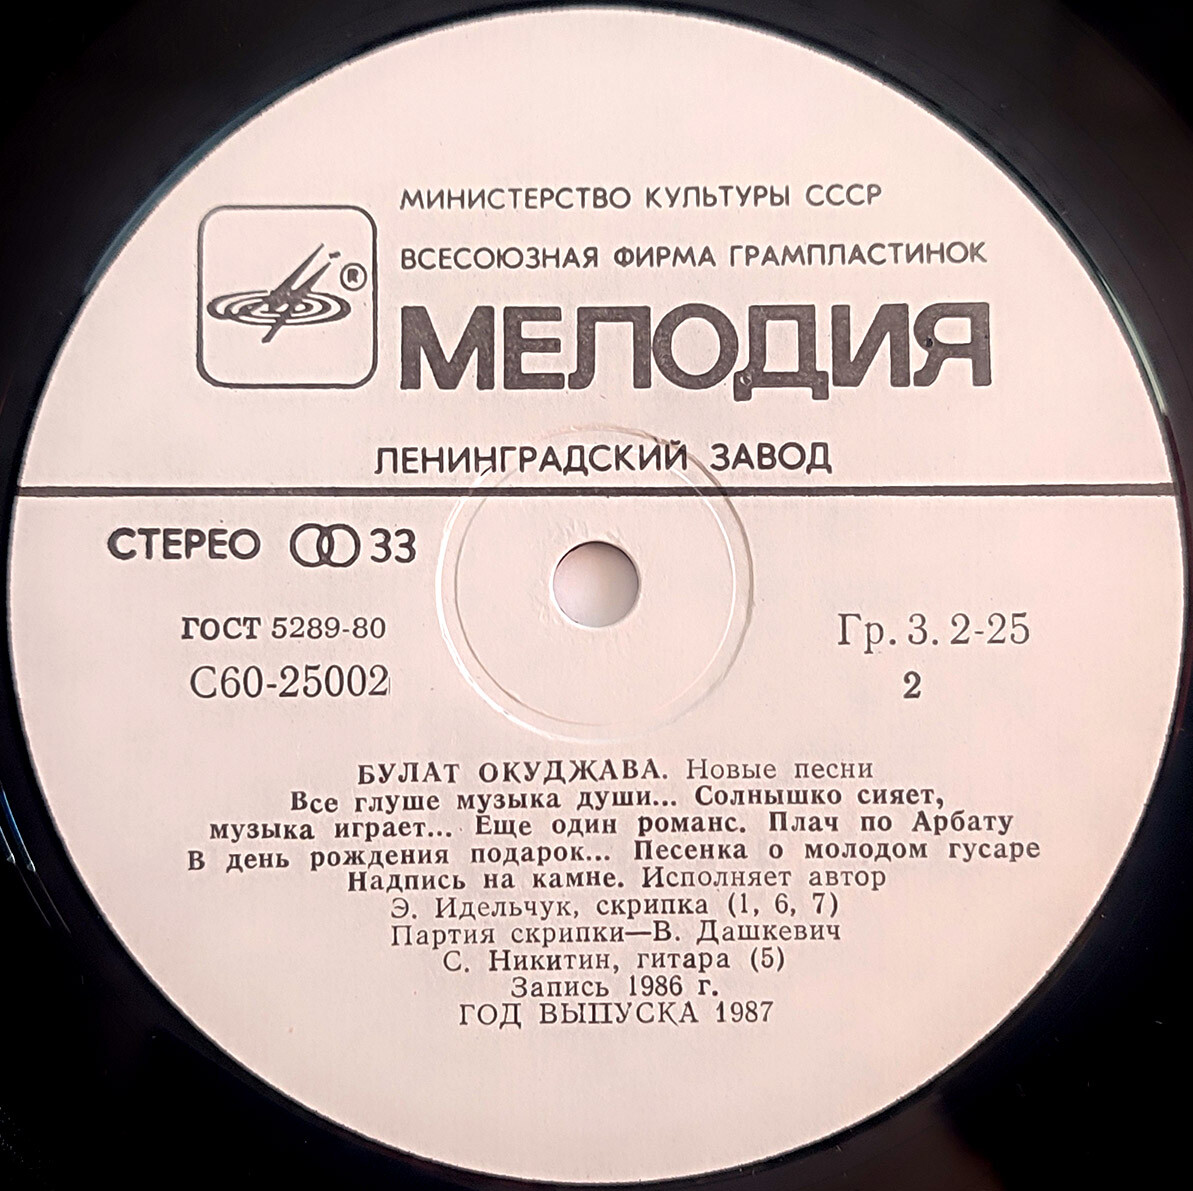 МИНИСТЕРСТВО КУЛЬТУРЫ СССР
ВСЕСОЮЗНАЯ ФИРМА ГРАМПЛАСТИНОК
®
МЕЛОДИЯ
ЛЕНИНГРАДСКИЙ ЗАВОД
СТЕРЕО 33
ГОСТ 5289-80
С60-25002
Гр. 3. 2-25
2
БУЛАТ ОКУДЖАВА. Новые песни
Все глуше музыка души... Солнышко сияет,
музыка играет... Еще один романс. Плач по Арбату
В день рождения подарок... Песенка о молодом гусаре
Надпись на камне. Исполняет автор
Э. Идельчук, скрипка (1, 6, 7)
Партия скрипки—В. Дашкевич
С. Никитин, гитара (5)
Запись 1986 г.
ГОД ВЫПУСКА 1987